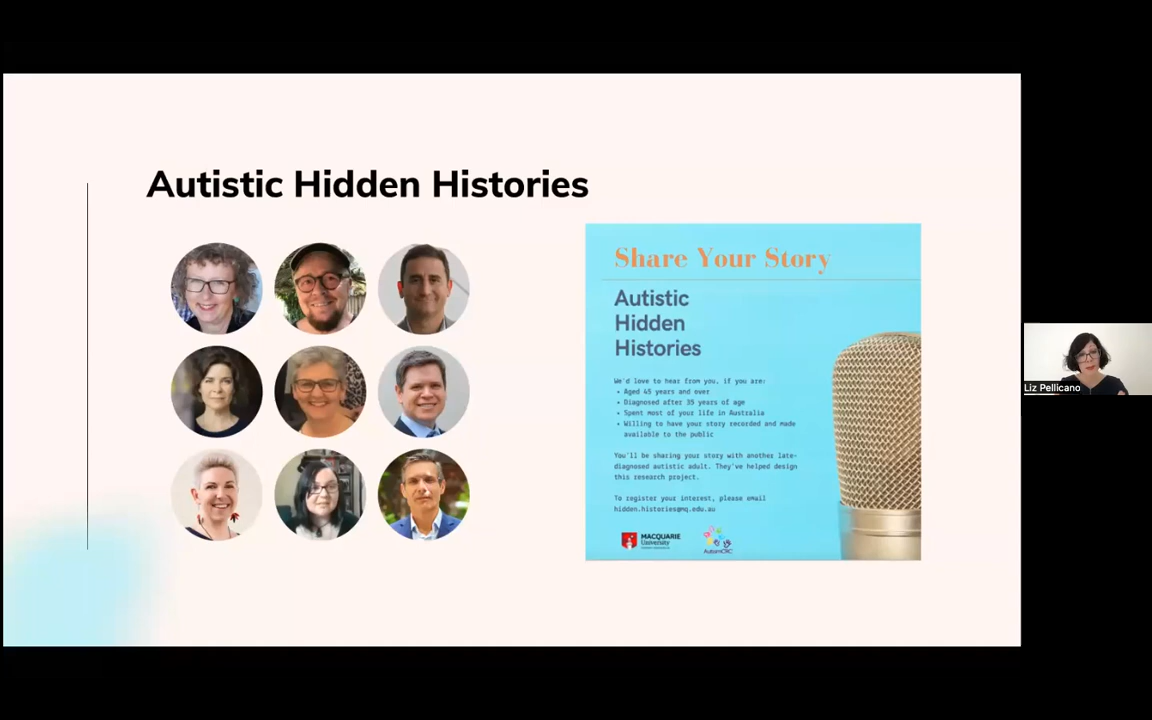 Autistic Hidden Histories
Share Your Story
Autistic
Hidden
Histories
We'd love to hear from you, if you are:
• Aged 45 years and over
• Diagnosed after 35 years of age
• Spent most of your life in Australia
• Willing to have your story recorded and made
available to the public
You'll be sharing your story with another late-
diagnosed autistic adult. They've helped design
this research project.
To register your interest, please email
hidden.histories@mq.edu.au
MACQUARIE
University
AutismCRC
Liz Pellicano